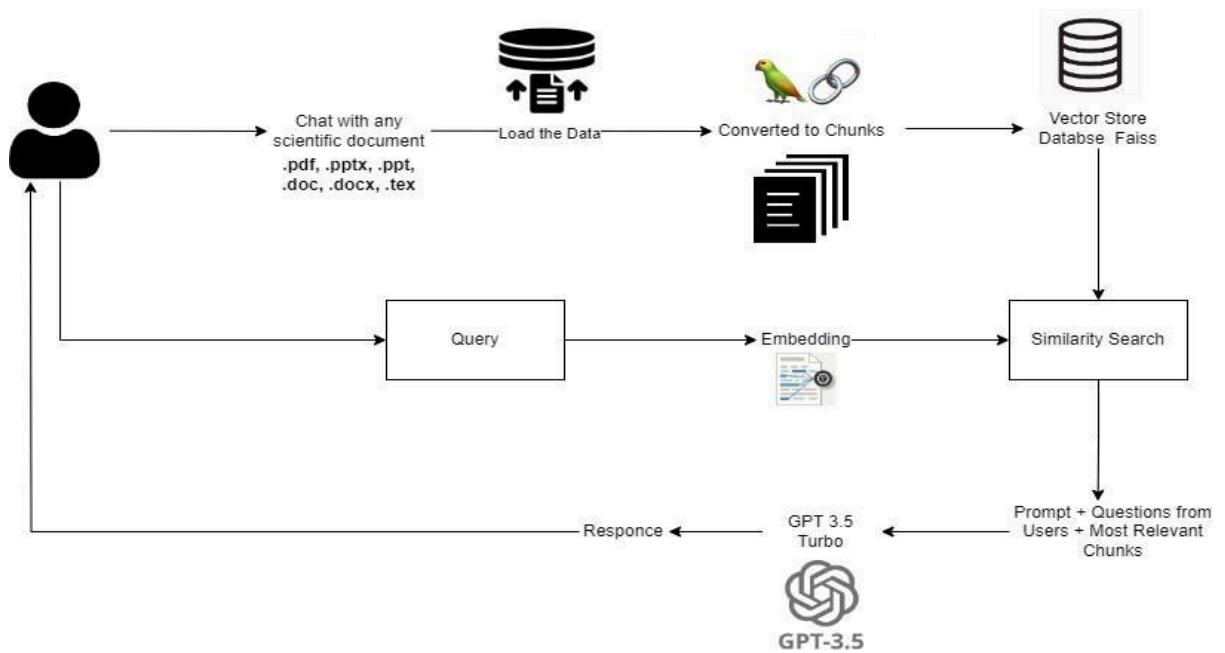 Chat with any
scientific document
.pdf, .pptx, .ppt,
.doc, .docx, .tex
Load the Data
Converted to Chunks
Vector Store
Databse Faiss
Query
Embedding
Similarity Search
Prompt + Questions from
Users + Most Relevant
Chunks
GPT 3.5
Turbo
GPT-3.5
Responce